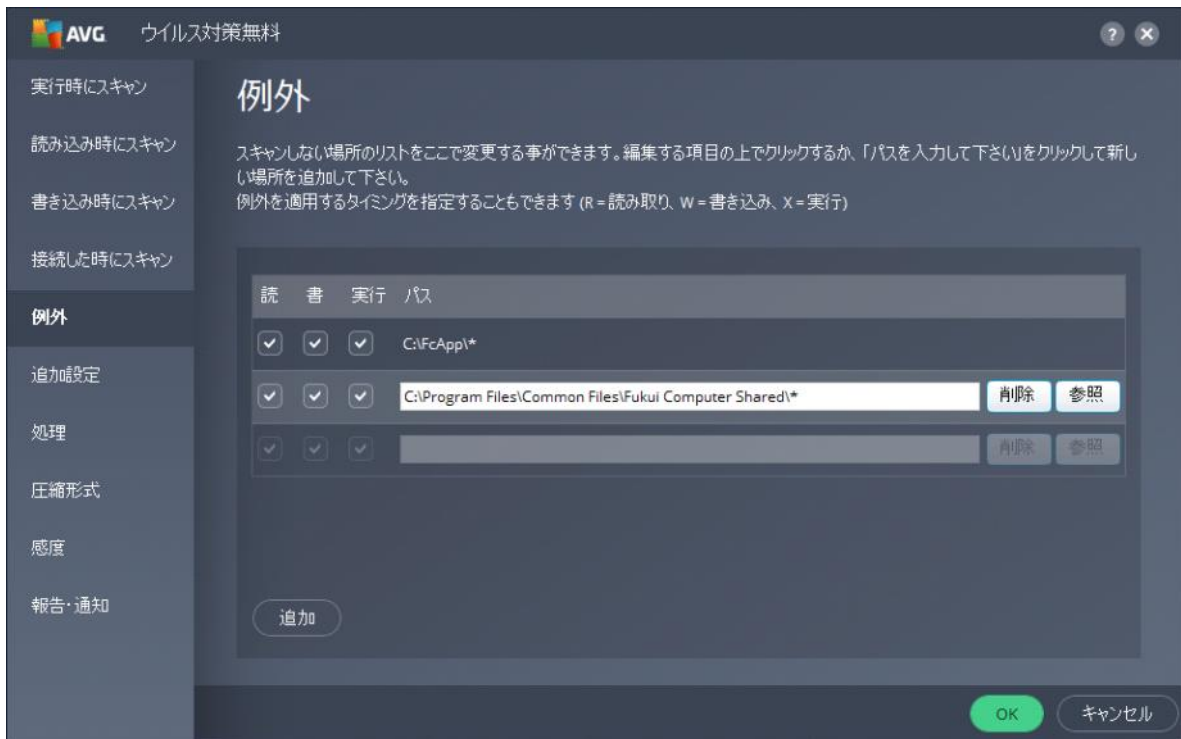 AVG ウイルス対策無料
実行時にスキャン
読み込み時にスキャン
書き込み時にスキャン
接続した時にスキャン
例外
追加設定
処理
圧縮形式
感度
報告・通知
例外
スキャンしない場所のリストをここで変更する事ができます。編集する項目の上でクリックするか、「パスを入力して下さい」をクリックして新し
い場所を追加して下さい。
例外を適用するタイミングを指定することもできます (R = 読み取り、W = 書き込み、X = 実行)
読 書 実行 パス
C:\FcApp\*
C:\Program Files\Common Files\Fukui Computer Shared\* 削除 参照
削除 参照
追加
OK キャンセル